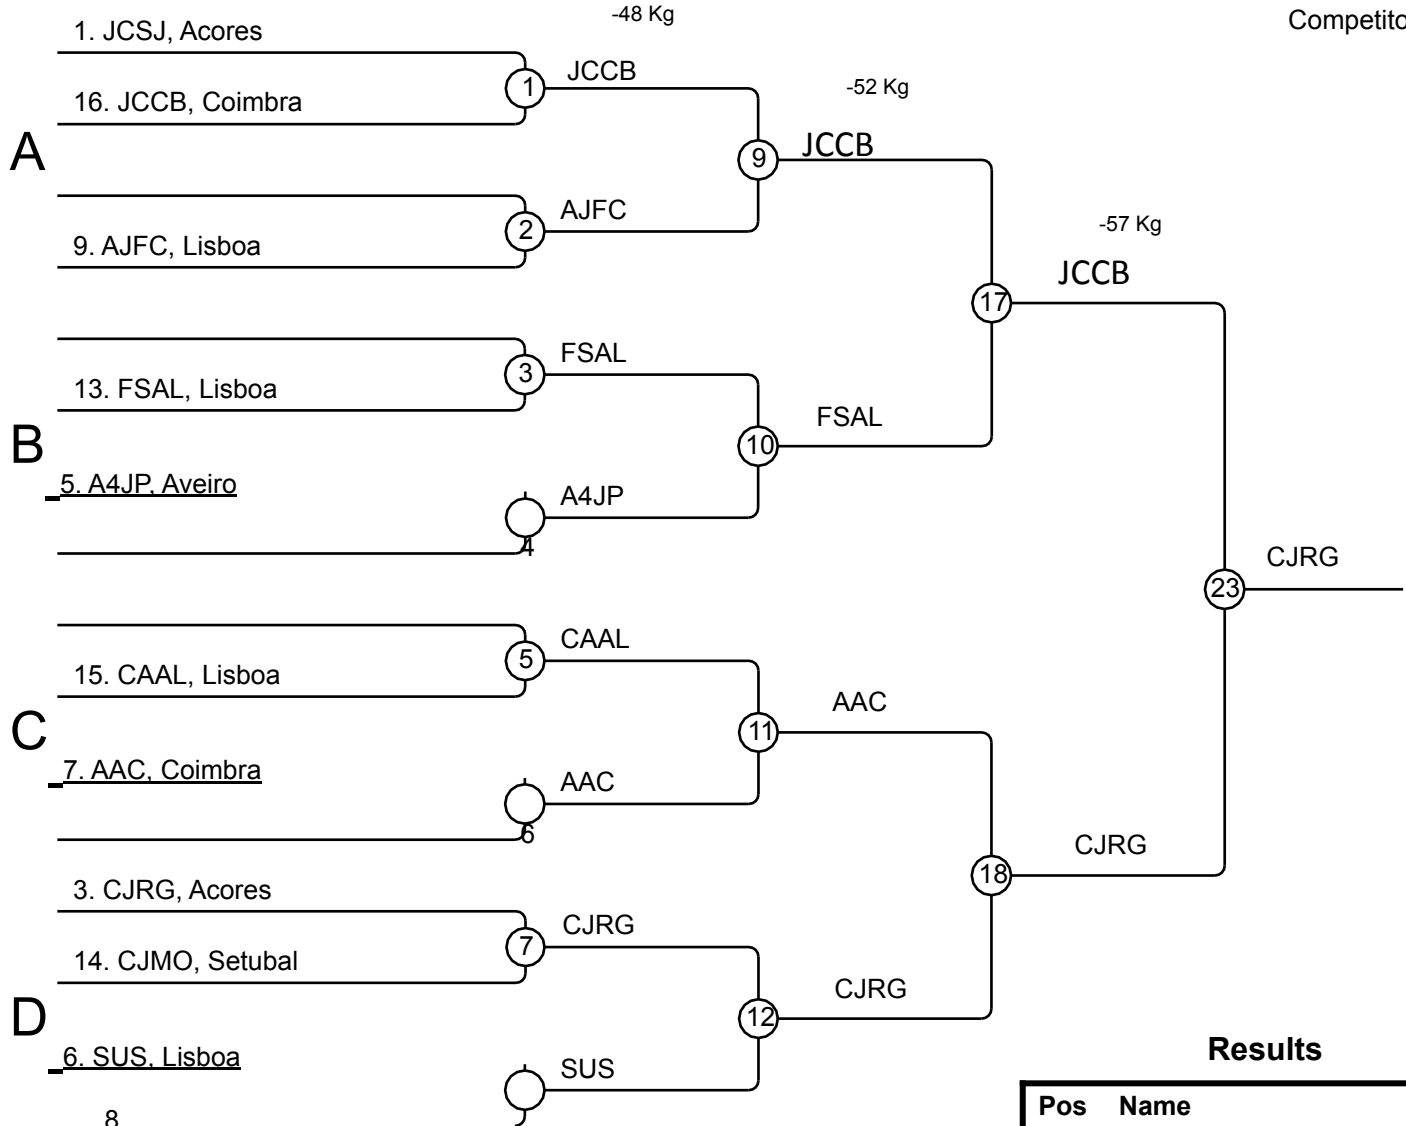 -48 Kg
Competito
1. JCSJ, Acores
JCCB
1
-52 Kg
16. JCCB, Coimbra
A
9
JCCB
AJFC
2
-57 Kg
9. AJFC, Lisboa
JCCB
17
FSAL
3
13. FSAL, Lisboa
FSAL
B
10
5. A4JP, Aveiro
A4JP
4
CJRG
23
CAAL
5
15. CAAL, Lisboa
AAC
C
11
7. AAC, Coimbra
AAC
6
CJRG
18
3. CJRG, Acores
CJRG
7
14. CJMO, Setubal
CJRG
D
12
Results
6. SUS, Lisboa
SUS
Pos Name
8